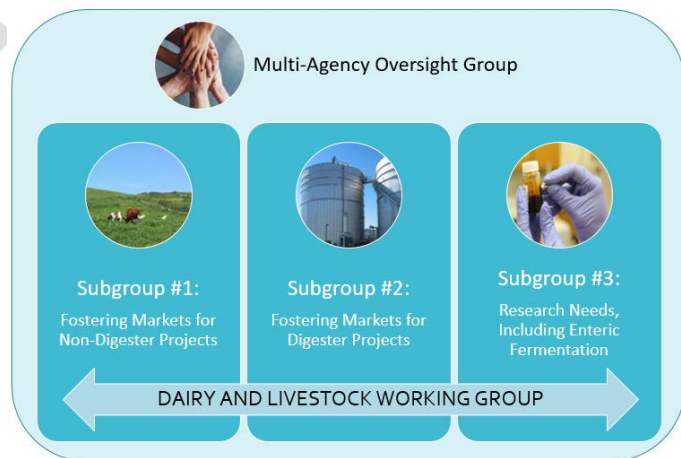 Multi-Agency Oversight Group
Subgroup #1:
Fostering Markets for
Non-Digester Projects
Subgroup #2:
Fostering Markets for
Digester Projects
Subgroup #3:
Research Needs,
Including Enteric
Fermentation
DAIRY AND LIVESTOCK WORKING GROUP